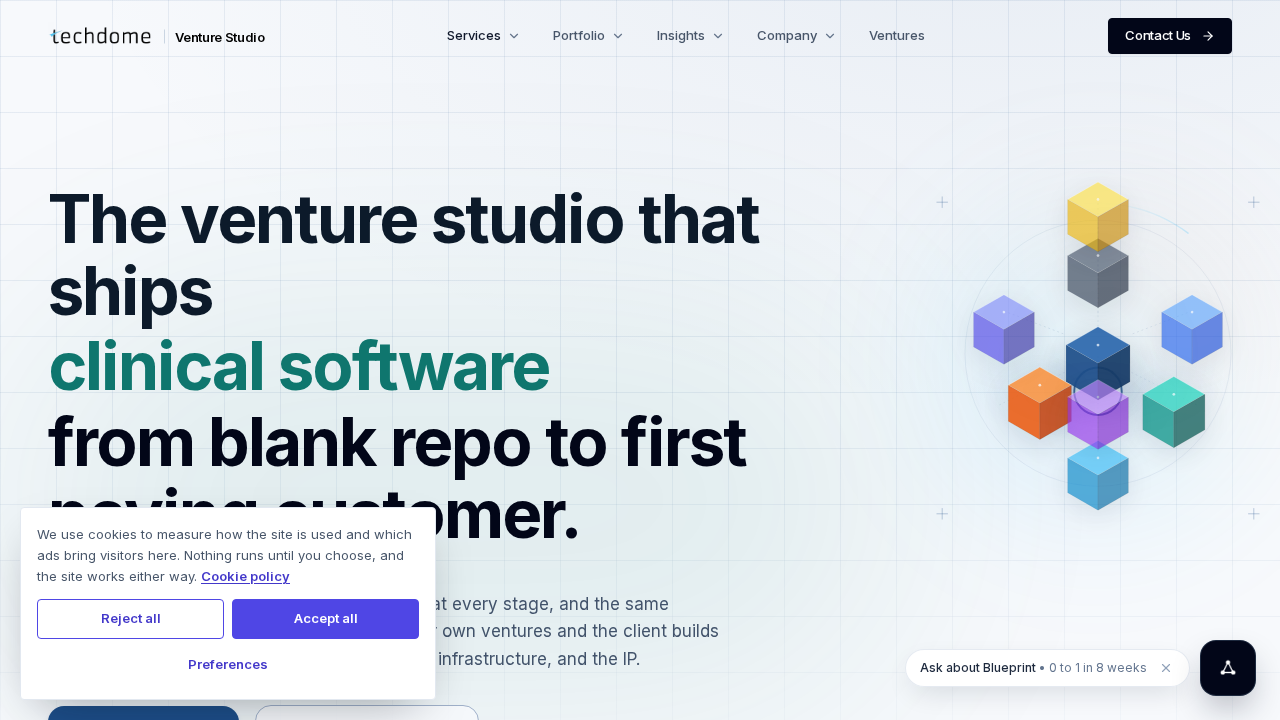 techdome
Venture Studio
Services
Portfolio
Insights
Company
Ventures
Contact Us
The venture studio that
ships
clinical software
from blank repo to first
paying customer.
We use cookies to measure how the site is used and which
ads bring visitors here. Nothing runs until you choose, and
the site works either way. Cookie policy
Reject all
Accept all
Preferences
at every stage, and the same
own ventures and the client builds
infrastructure, and the IP.
Ask about Blueprint • 0 to 1 in 8 weeks